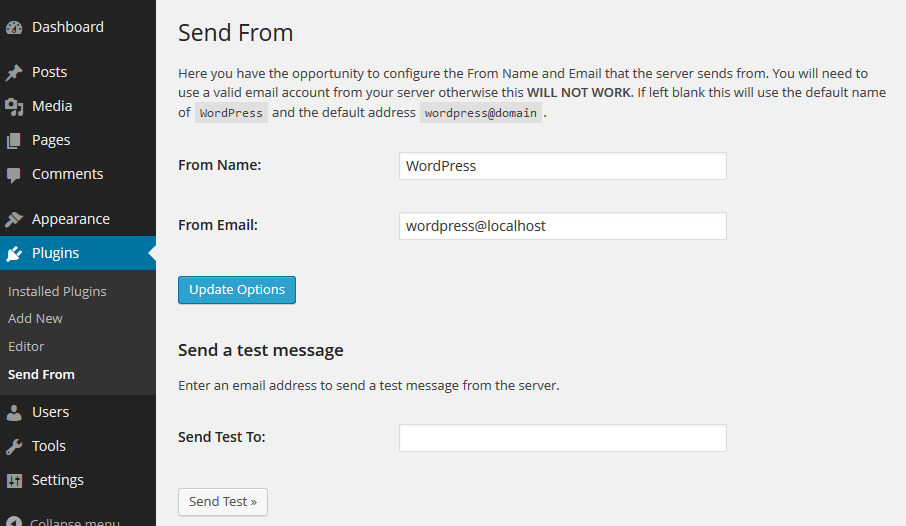 Dashboard
Posts
Media
Pages
Comments
Appearance
Plugins
Installed Plugins
Add New
Editor
Send From
Users
Tools
Settings
Collapse menu
Send From
Here you have the opportunity to configure the From Name and Email that the server sends from. You will need to
use a valid email account from your server otherwise this WILL NOT WORK. If left blank this will use the default name
of WordPress and the default address wordpress@domain .
From Name:
WordPress
From Email:
wordpress@localhost
Update Options
Send a test message
Enter an email address to send a test message from the server.
Send Test To:
Send Test »